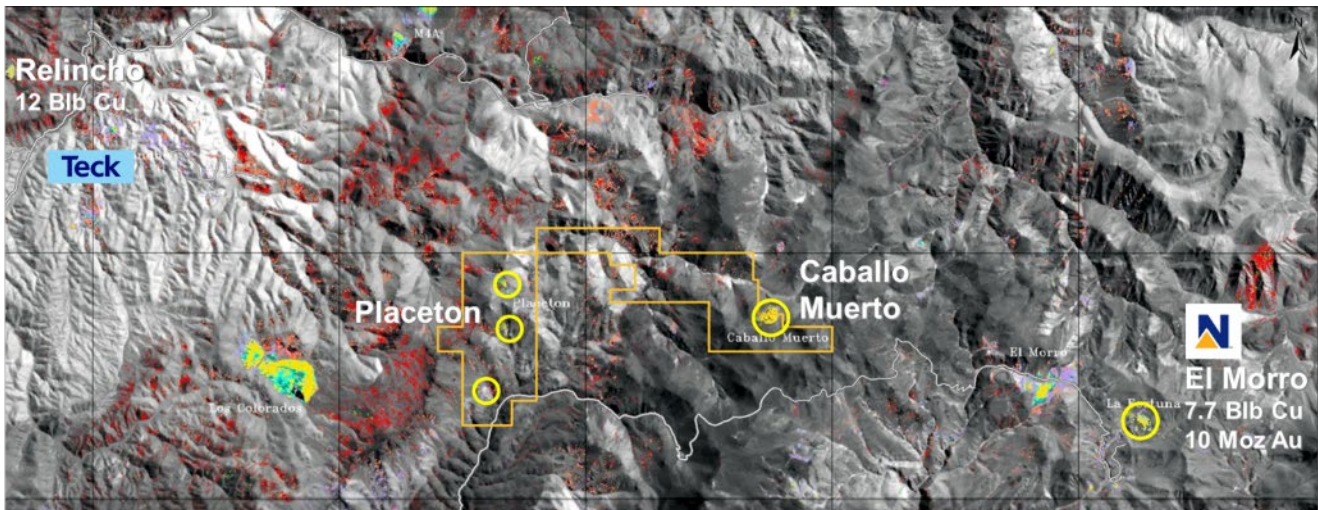 N
M4A
Relincho
12 Blb Cu
Teck
Placeton
Placeton
Caballo
Muerto
Caballo Muerto
Los Colorados
El Morro
La Fortuna
N
El Morro
7.7 Blb Cu
10 Moz Au